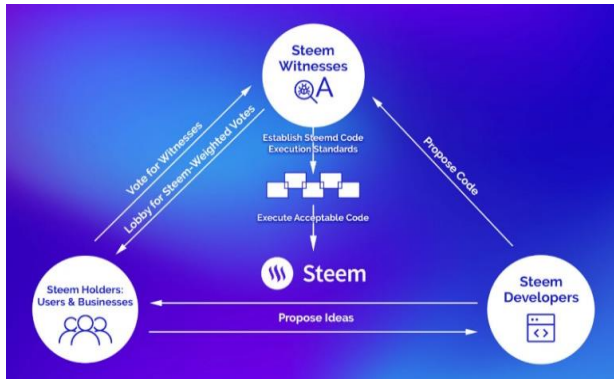 Steem
Witnesses
QA
Establish Steemd Code
Execution Standards
Vote for Witnesses
Lobby for Steem-Weighted Votes
Propose Code
Execute Acceptable Code
Steem
Steem Holders:
Users & Businesses
Propose Ideas
Steem
Developers